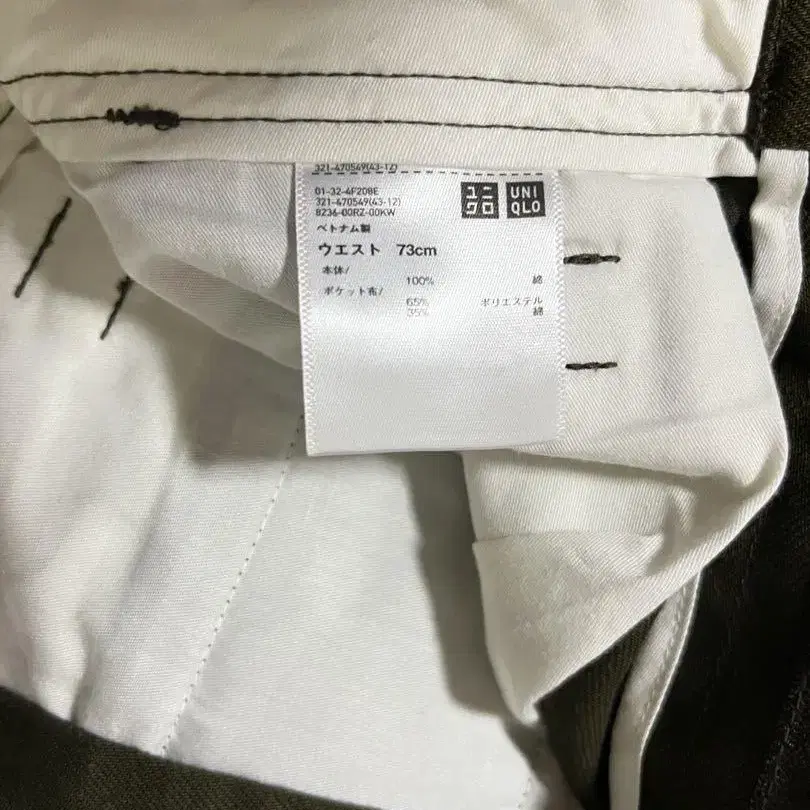 321-470549(43-12)
01-32-4F208E
321-470549(43-12)
8236-00RZ-00KW
ユニクロ
UNIQLO
ベトナム製
ウエスト 73cm
本体/
100% 綿
ポケット布/
65% ポリエステル
35% 綿